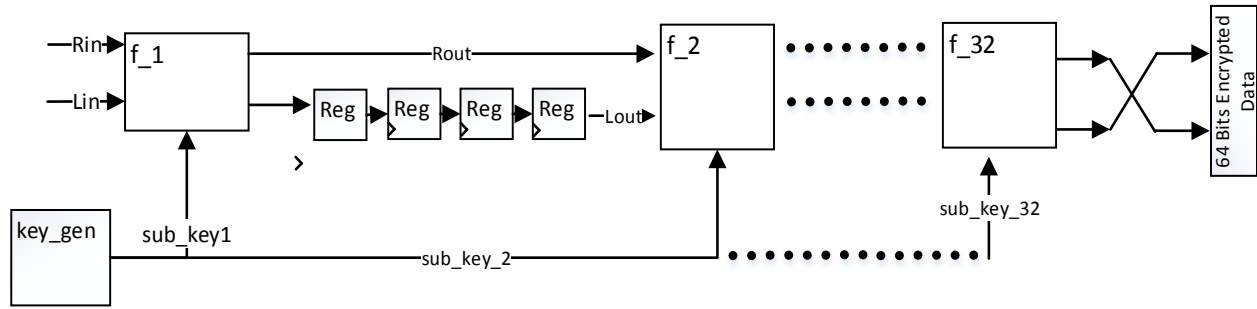 Rin
Lin
f_1
Rout
Reg
Reg
Reg
Reg
Lout
f_2
f_32
64 Bits Encrypted
Data
key_gen
sub_key1
sub_key_2
sub_key_32